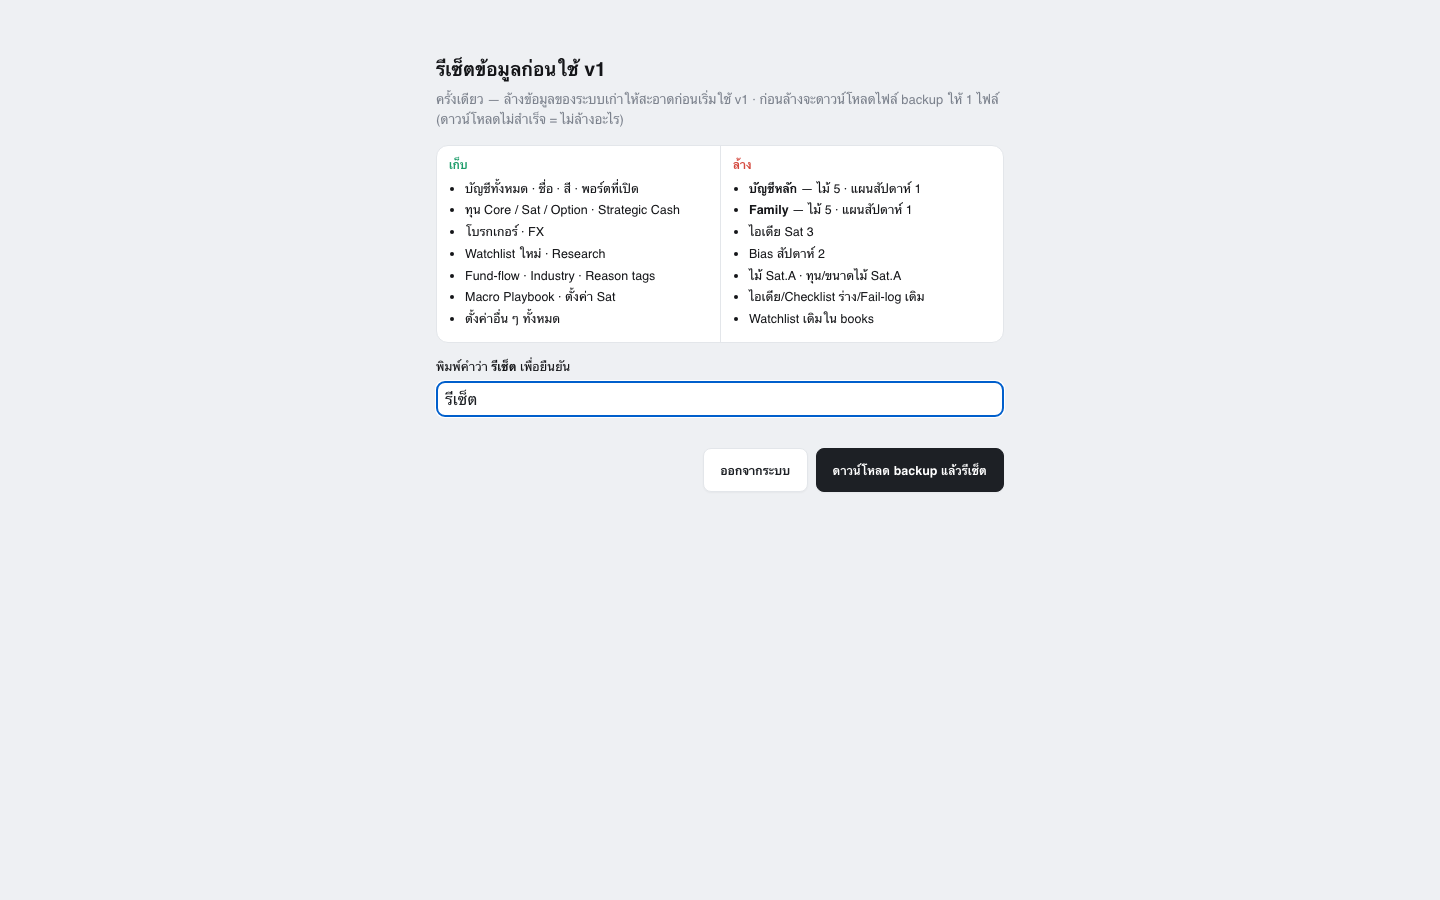 รีเซ็ตข้อมูลก่อนใช้ v1
ครั้งเดียว — ล้างข้อมูลของระบบเก่าให้สะอาดก่อนเริ่มใช้ v1 · ก่อนล้างจะดาวน์โหลดไฟล์ backup ให้ 1 ไฟล์
(ดาวน์โหลดไม่สำเร็จ = ไม่ล้างอะไร)
เก็บ
• บัญชีทั้งหมด · ชื่อ · สี · พอร์ตที่เปิด
• ทุน Core / Sat / Option · Strategic Cash
• โบรกเกอร์ · FX
• Watchlist ใหม่ · Research
• Fund-flow · Industry · Reason tags
• Macro Playbook · ตั้งค่า Sat
• ตั้งค่าอื่น ๆ ทั้งหมด
ล้าง
• บัญชีหลัก — ไม้ 5 · แผนสัปดาห์ 1
• Family — ไม้ 5 · แผนสัปดาห์ 1
• ไอเดีย Sat 3
• Bias สัปดาห์ 2
• ไม้ Sat.A · ทุน/ขนาดไม้ Sat.A
• ไอเดีย/Checklist ร่าง/Fail-log เดิม
• Watchlist เดิมใน books
พิมพ์คำว่า รีเซ็ต เพื่อยืนยัน
รีเซ็ต
ออกจากระบบ
ดาวน์โหลด backup แล้วรีเซ็ต